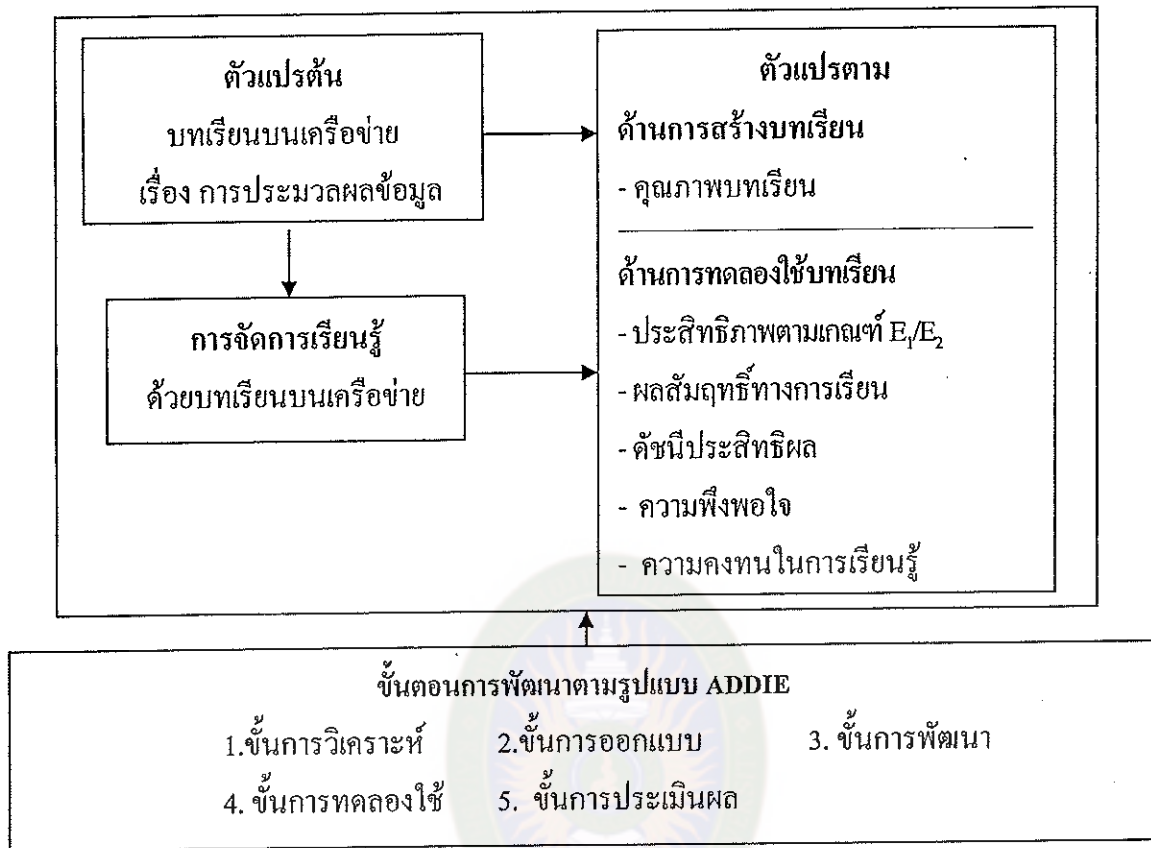 ตัวแปรต้น
บทเรียนบนเครือข่าย
เรื่อง การประมวลผลข้อมูล
การจัดการเรียนรู้
ด้วยบทเรียนบนเครือข่าย
ตัวแปรตาม
ด้านการสร้างบทเรียน
- คุณภาพบทเรียน
ด้านการทดลองใช้บทเรียน
- ประสิทธิภาพตามเกณฑ์ E₁/E₂
- ผลสัมฤทธิ์ทางการเรียน
- ดัชนีประสิทธิผล
- ความพึงพอใจ
- ความคงทนในการเรียนรู้
ขั้นตอนการพัฒนาตามรูปแบบ ADDIE
1.ขั้นการวิเคราะห์ 2.ขั้นการออกแบบ 3. ขั้นการพัฒนา
4. ขั้นการทดลองใช้ 5. ขั้นการประเมินผล